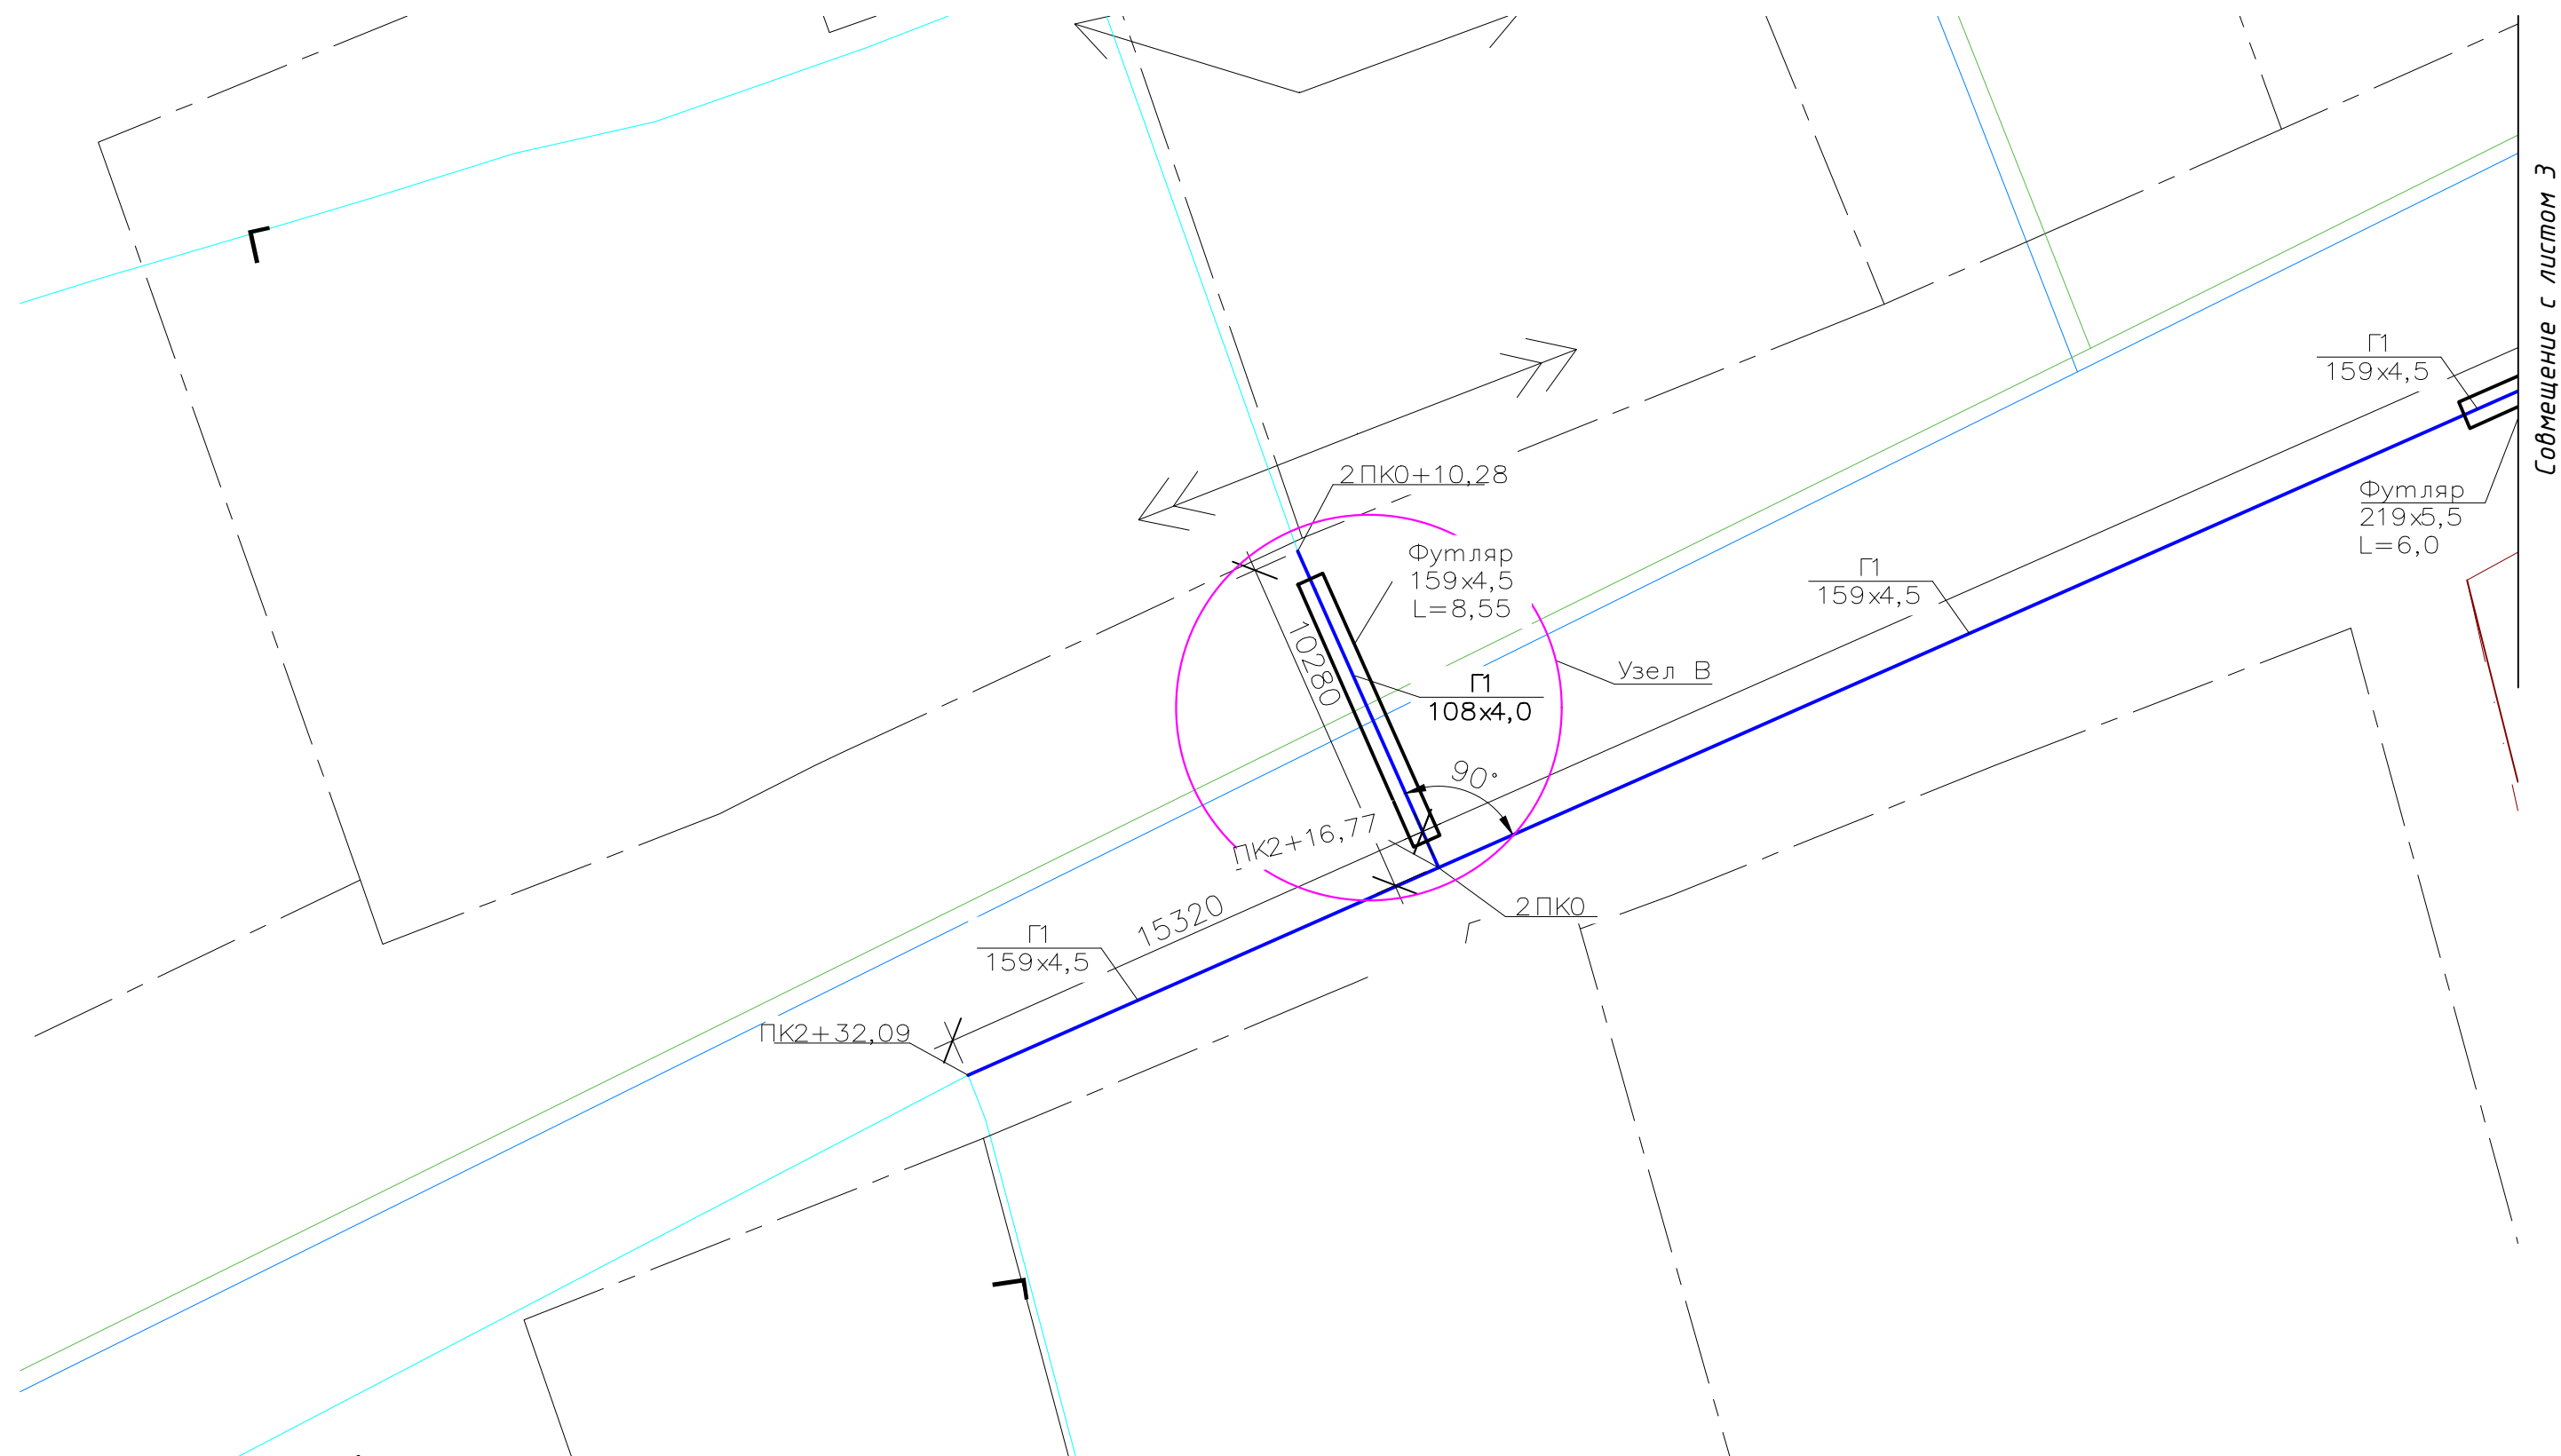 Совмещение с листом 3
Г1
159x4,5
2ПК0+10,28
Футляр
219x5,5
L=6,0
Футляр
159x4,5
L=8,55
Г1
159x4,5
10280
Узел В
Г1
108x4,0
90°
ПК2+16,77
15320
2ПК0
Г1
159x4,5
ПК2+32,09